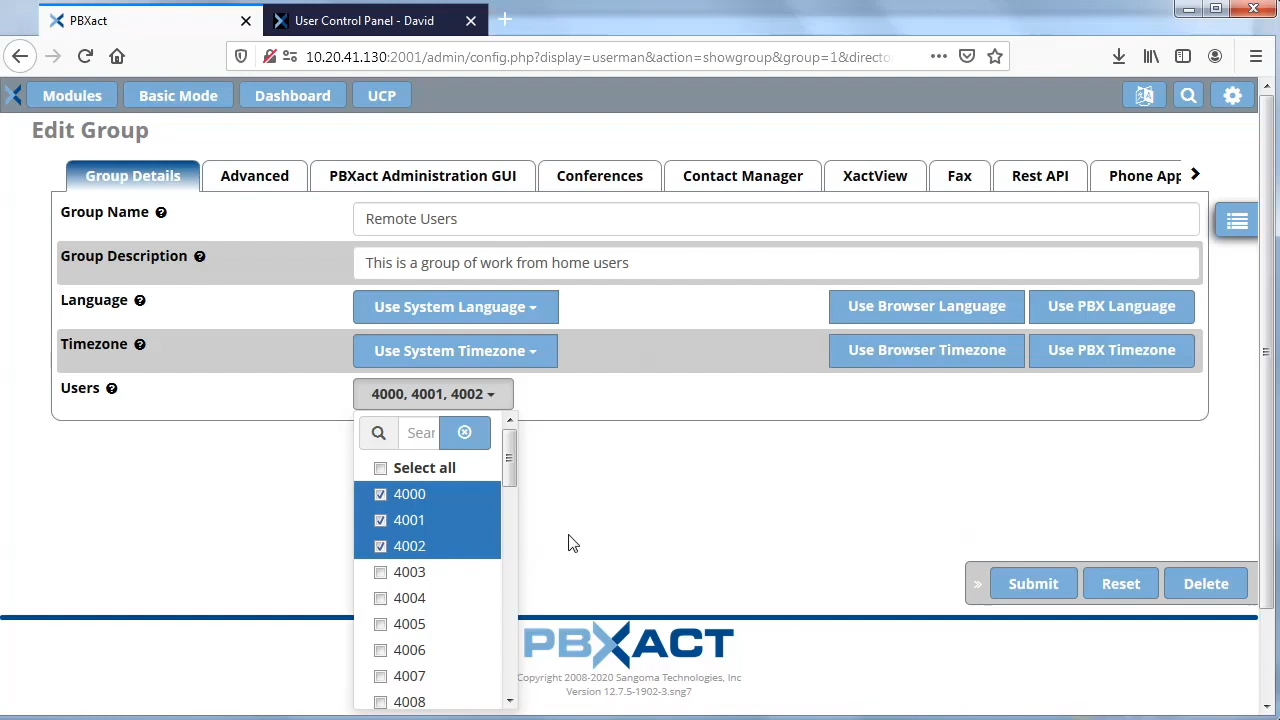 PBXact
User Control Panel - David
10.20.41.130:2001/admin/config.php?display=userman&action=showgroup&group=1&directo
Modules
Basic Mode
Dashboard
UCP
Edit Group
Group Details
Advanced
PBXact Administration GUI
Conferences
Contact Manager
XactView
Fax
Rest API
Phone App
Group Name
Remote Users
Group Description
This is a group of work from home users
Language
Use System Language
Use Browser Language
Use PBX Language
Timezone
Use System Timezone
Use Browser Timezone
Use PBX Timezone
Users
4000, 4001, 4002
Sear
Select all
4000
4001
4002
4003
4004
4005
4006
4007
4008
Submit
Reset
Delete
PBXACT
Copyright 2008-2020 Sangoma Technologies, Inc
Version 12.7.5-1902-3.sng7